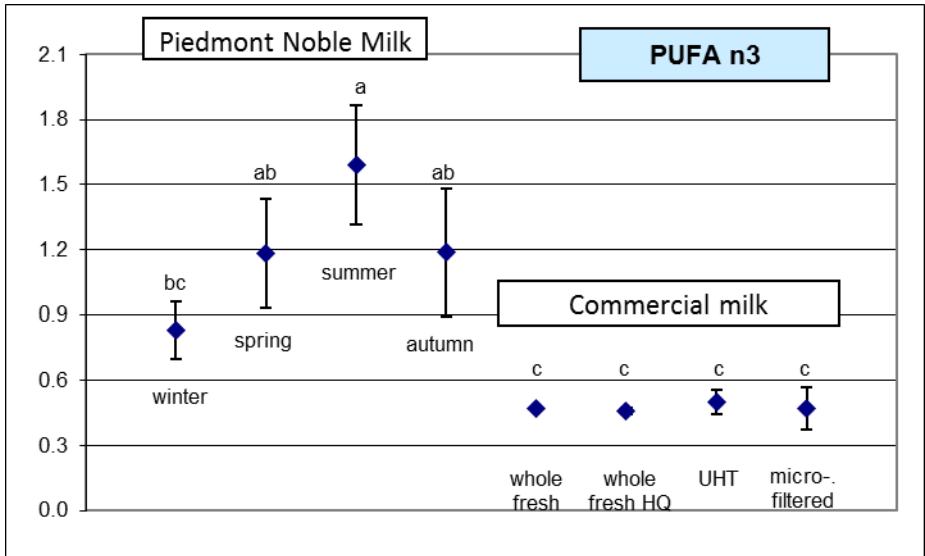 Piedmont Noble Milk
PUFA n3
2.1
1.8
1.5
1.2
0.9
0.6
0.3
0.0
a
ab
ab
bc
summer
spring
autumn
winter
Commercial milk
c
c
c
c
whole
fresh
whole
fresh HQ
UHT
micro-.
filtered